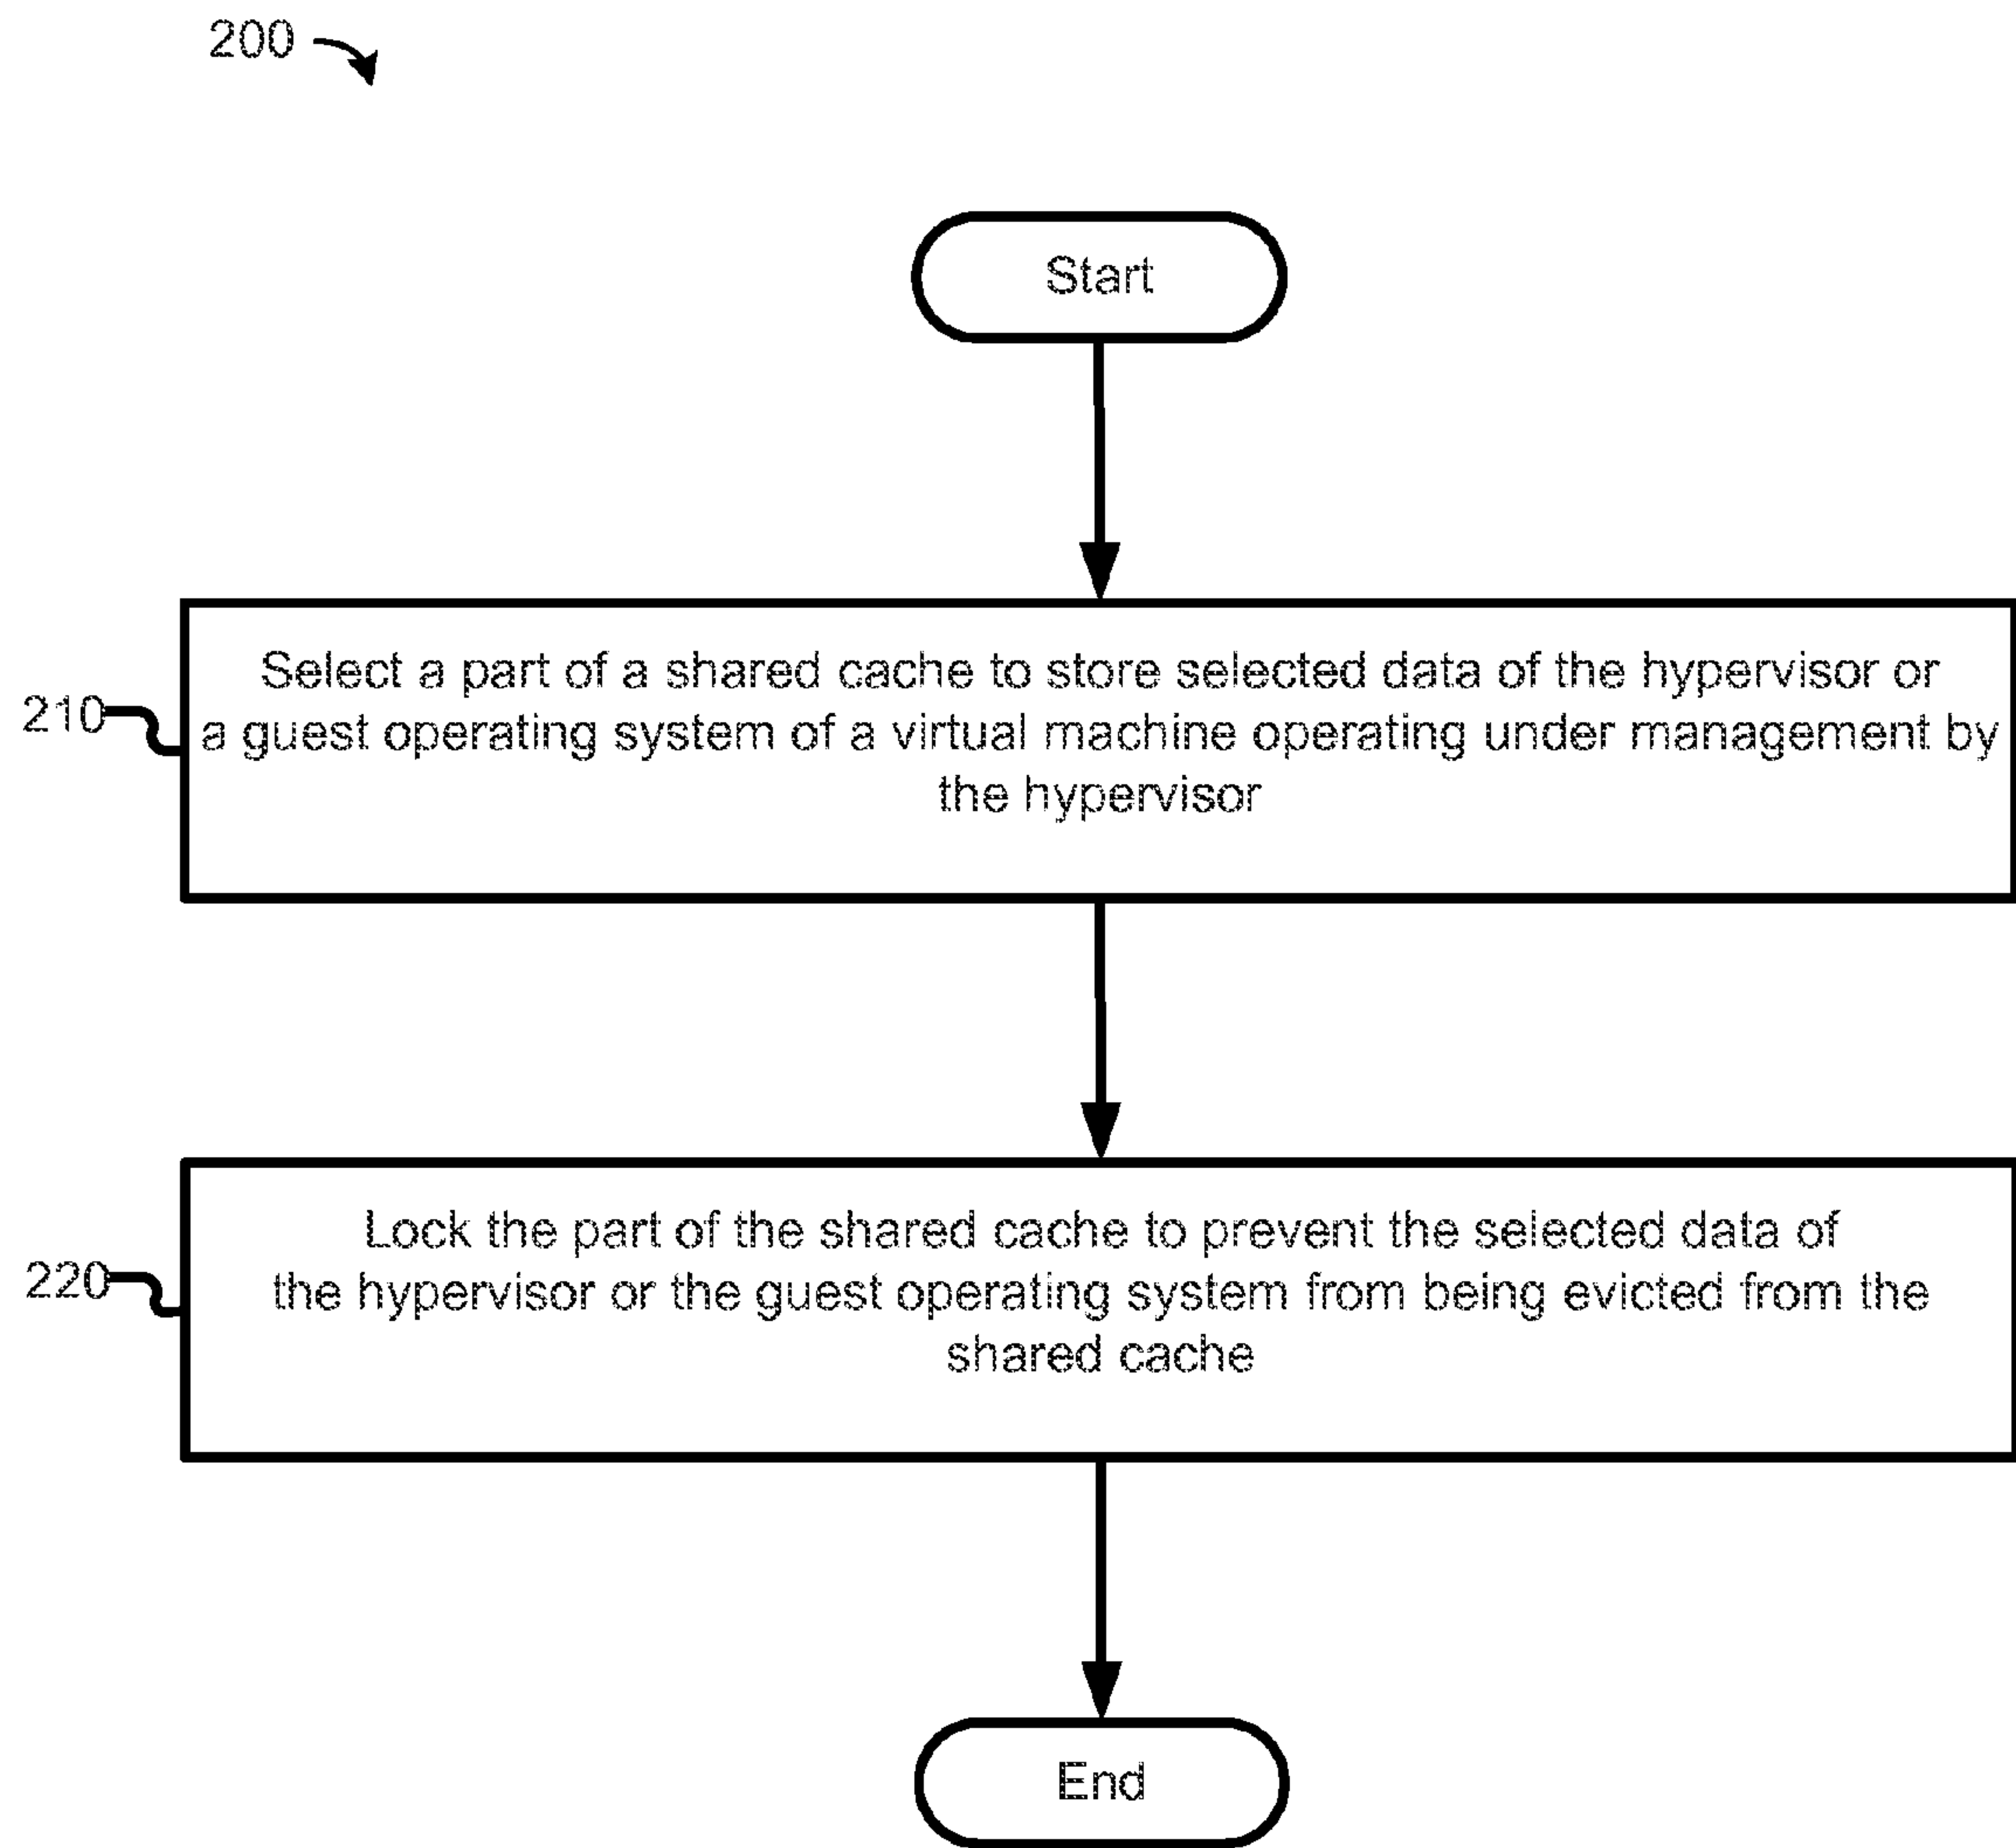 200
Start
210
Select a part of a shared cache to store selected data of the hypervisor or
a guest operating system of a virtual machine operating under management by
the hypervisor
220
Lock the part of the shared cache to prevent the selected data of
the hypervisor or the guest operating system from being evicted from the
shared cache
End